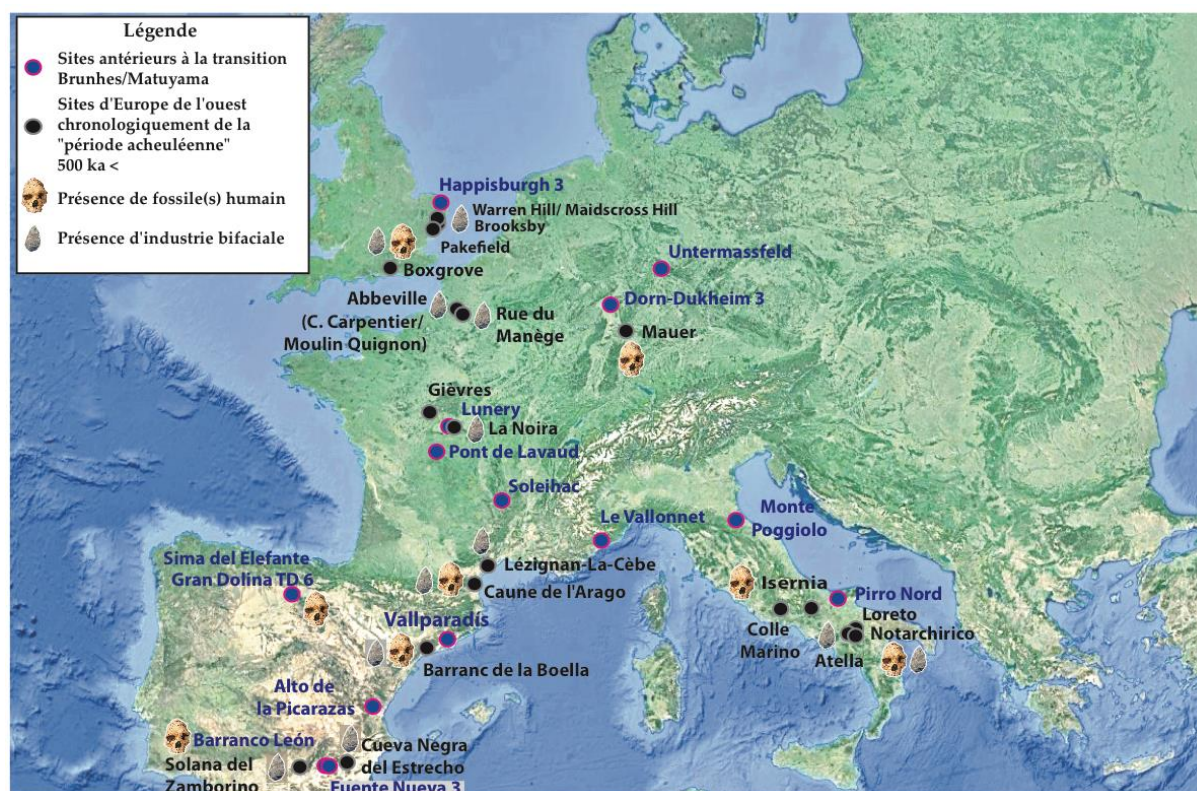 Légende
Sites antérieurs à la transition
Brunhes/Matuyama
Sites d'Europe de l'ouest
chronologiquement de la
"période acheuléenne"
500 ka <
Présence de fossile(s) humain
Présence d'industrie bifaciale
Happisburgh 3
Warren Hill/ Maidscross Hill
Brooksby
Pakefield
Boxgrove
Untermassfeld
Dorn-Dukheim 3
Mauer
Abbeville
(C. Carpentier/
Moulin Quignon)
Rue du
Manège
Gièvres
Lunery
La Noira
Pont de Lavaud
Soleihac
Le Vallonnet
Monte
Poggiolo
Lézignan-La-Cèbe
Caune de l'Arago
Sima del Elefante
Gran Dolina TD 6
Vallparadís
Barranc de la Boella
Isernia
Pirro Nord
Loreto
Notarchirico
Colle
Marino
Atella
Alto de
la Picarazas
Barranco León
Cueva Negra
del Estrecho
Solana del
Zamborino
Fuente Nueva 3